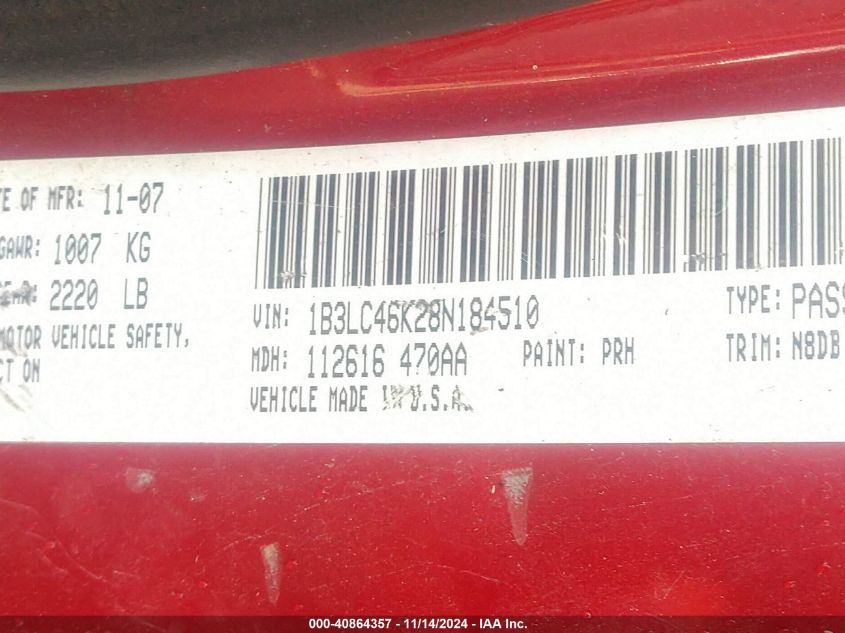 TE OF MFR: 11-07
GAWR: 1007 KG
2220 LB
MOTOR VEHICLE SAFETY,
CT ON
VIN: 1B3LC46K28N184510
TYPE: PASS
MDH: 112616 470AA
PAINT: PRH
TRIM: N8DB
VEHICLE MADE IN U.S.A.
000-40864357 - 11/14/2024 - IAA Inc.